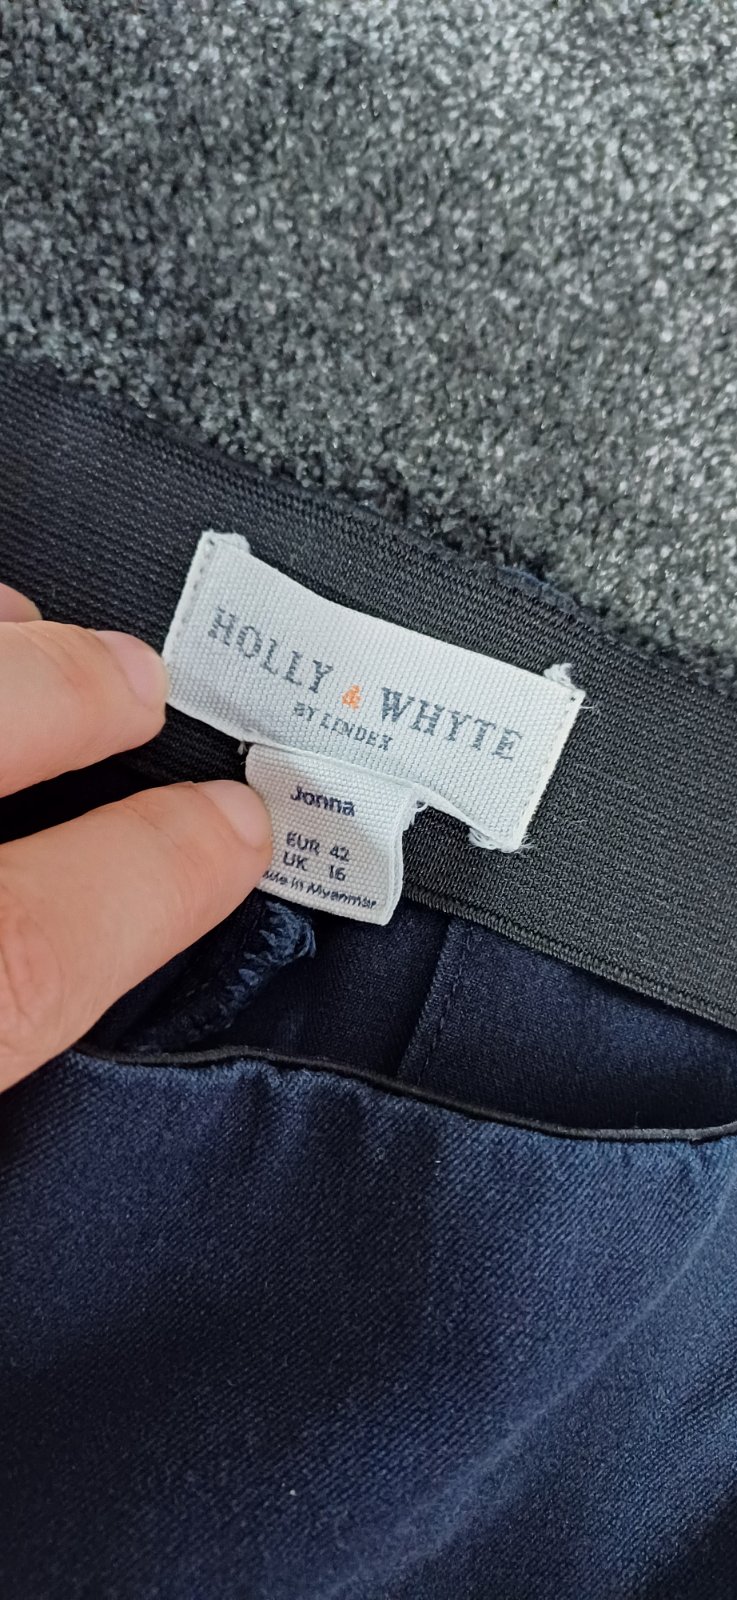 HOLLY & WHYTE
BY LINDEX
Jonna
EUR 42
UK 16
Made in Myanmar